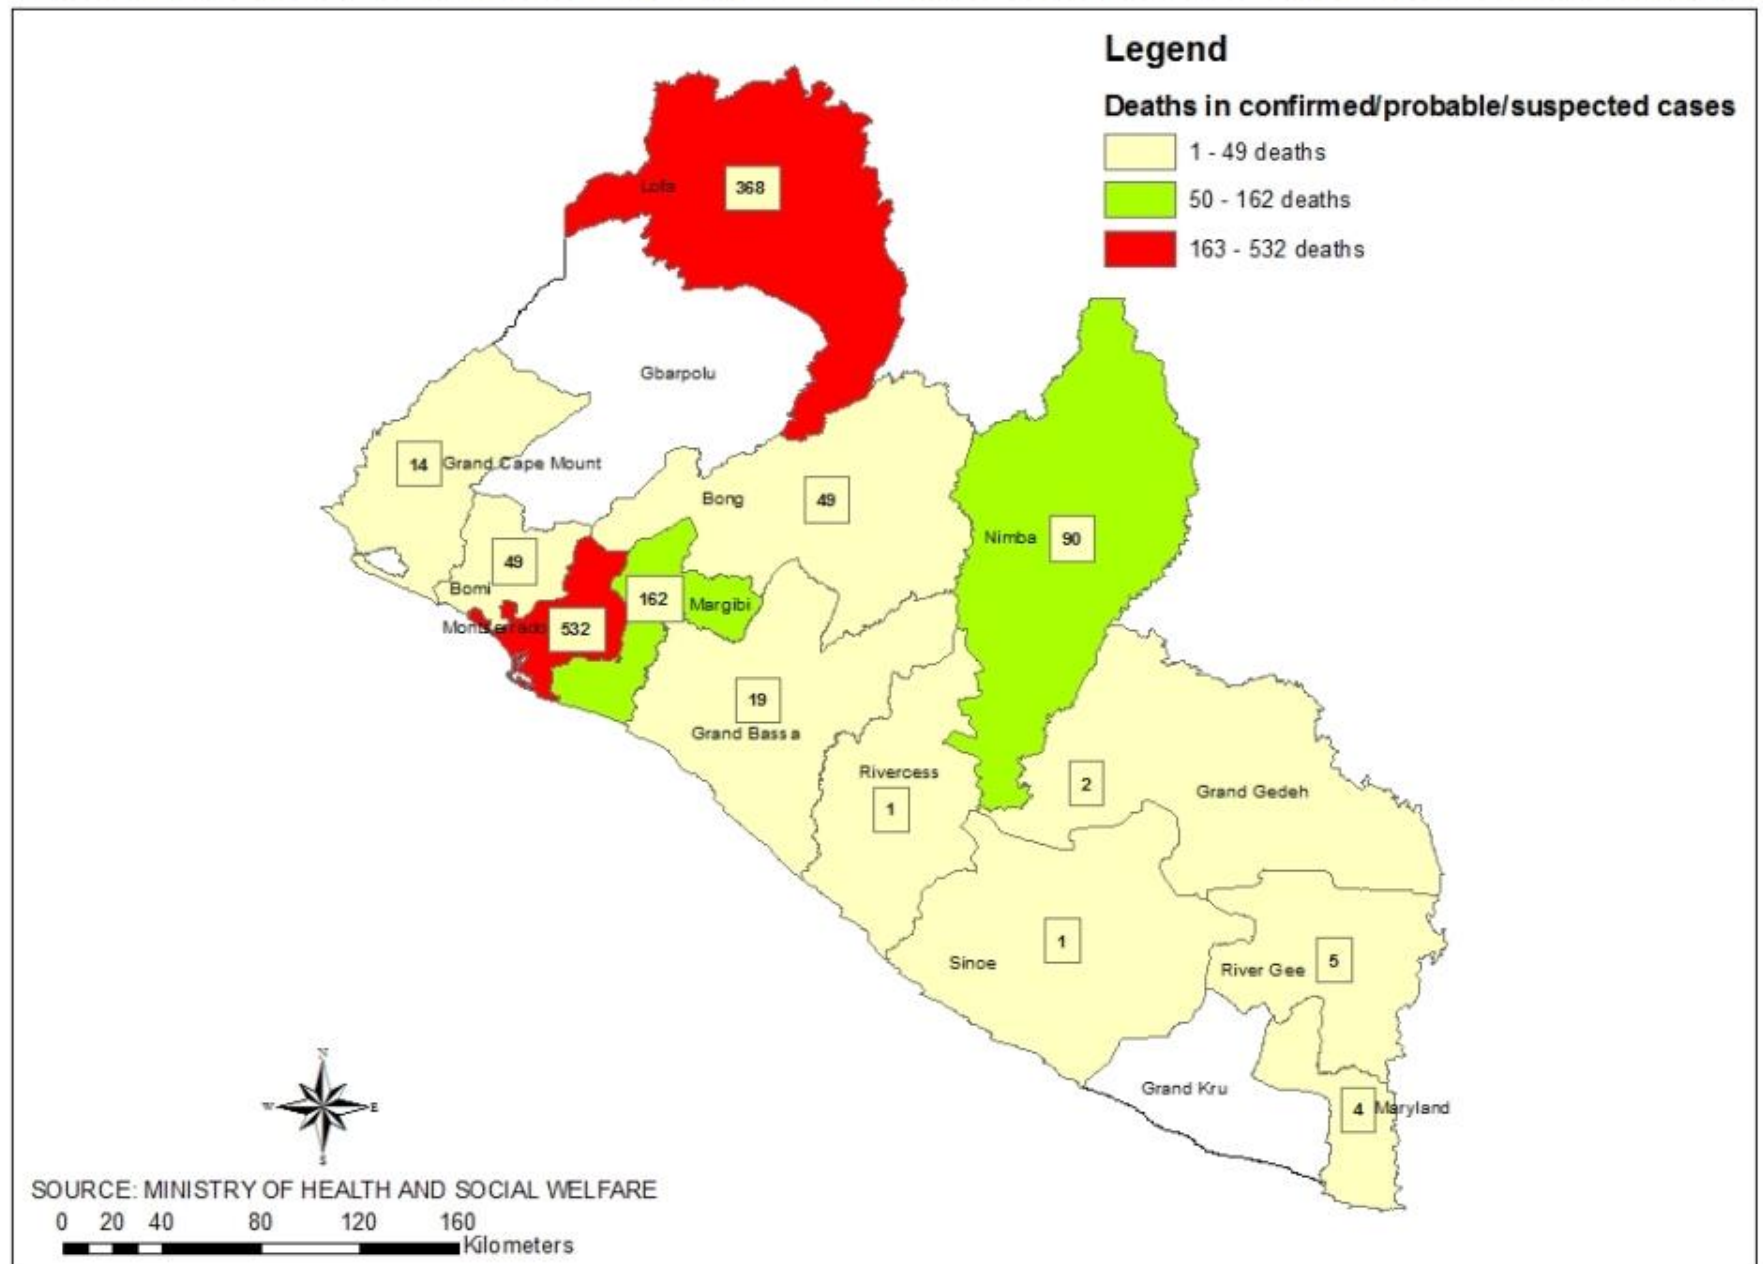 Legend
Deaths in confirmed/probable/suspected cases
1 - 49 deaths
50 - 162 deaths
163 - 532 deaths
Lofa
368
Gbarpolu
14
Grand Cape Mount
Bong
49
Nimba
90
49
Bomi
162
Margibi
Montserrado
532
19
Grand Bassa
Rivercess
1
2
Grand Gedeh
1
Sinoe
River Gee
5
Grand Kru
4
Maryland
N
W
E
S
SOURCE: MINISTRY OF HEALTH AND SOCIAL WELFARE
0 20 40 80 120 160
Kilometers